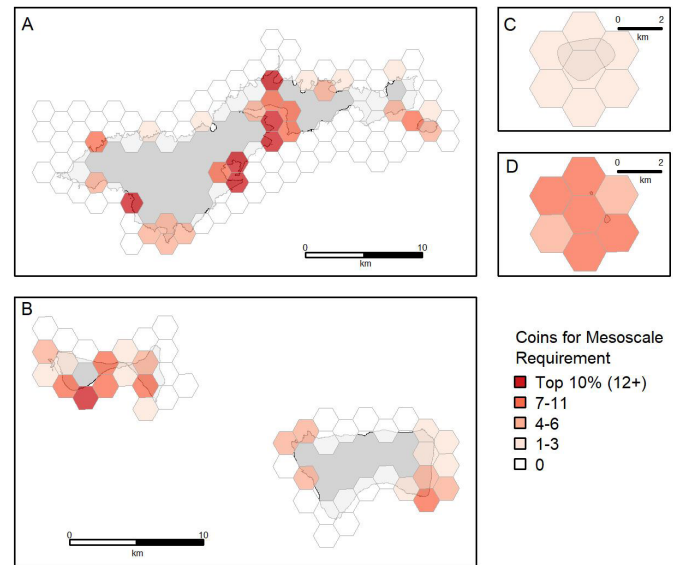 A
0
10
km
B
0
10
km
C
0
2
km
D
0
2
km
Coins for Mesoscale
Requirement
Top 10% (12+)
7-11
4-6
1-3
0